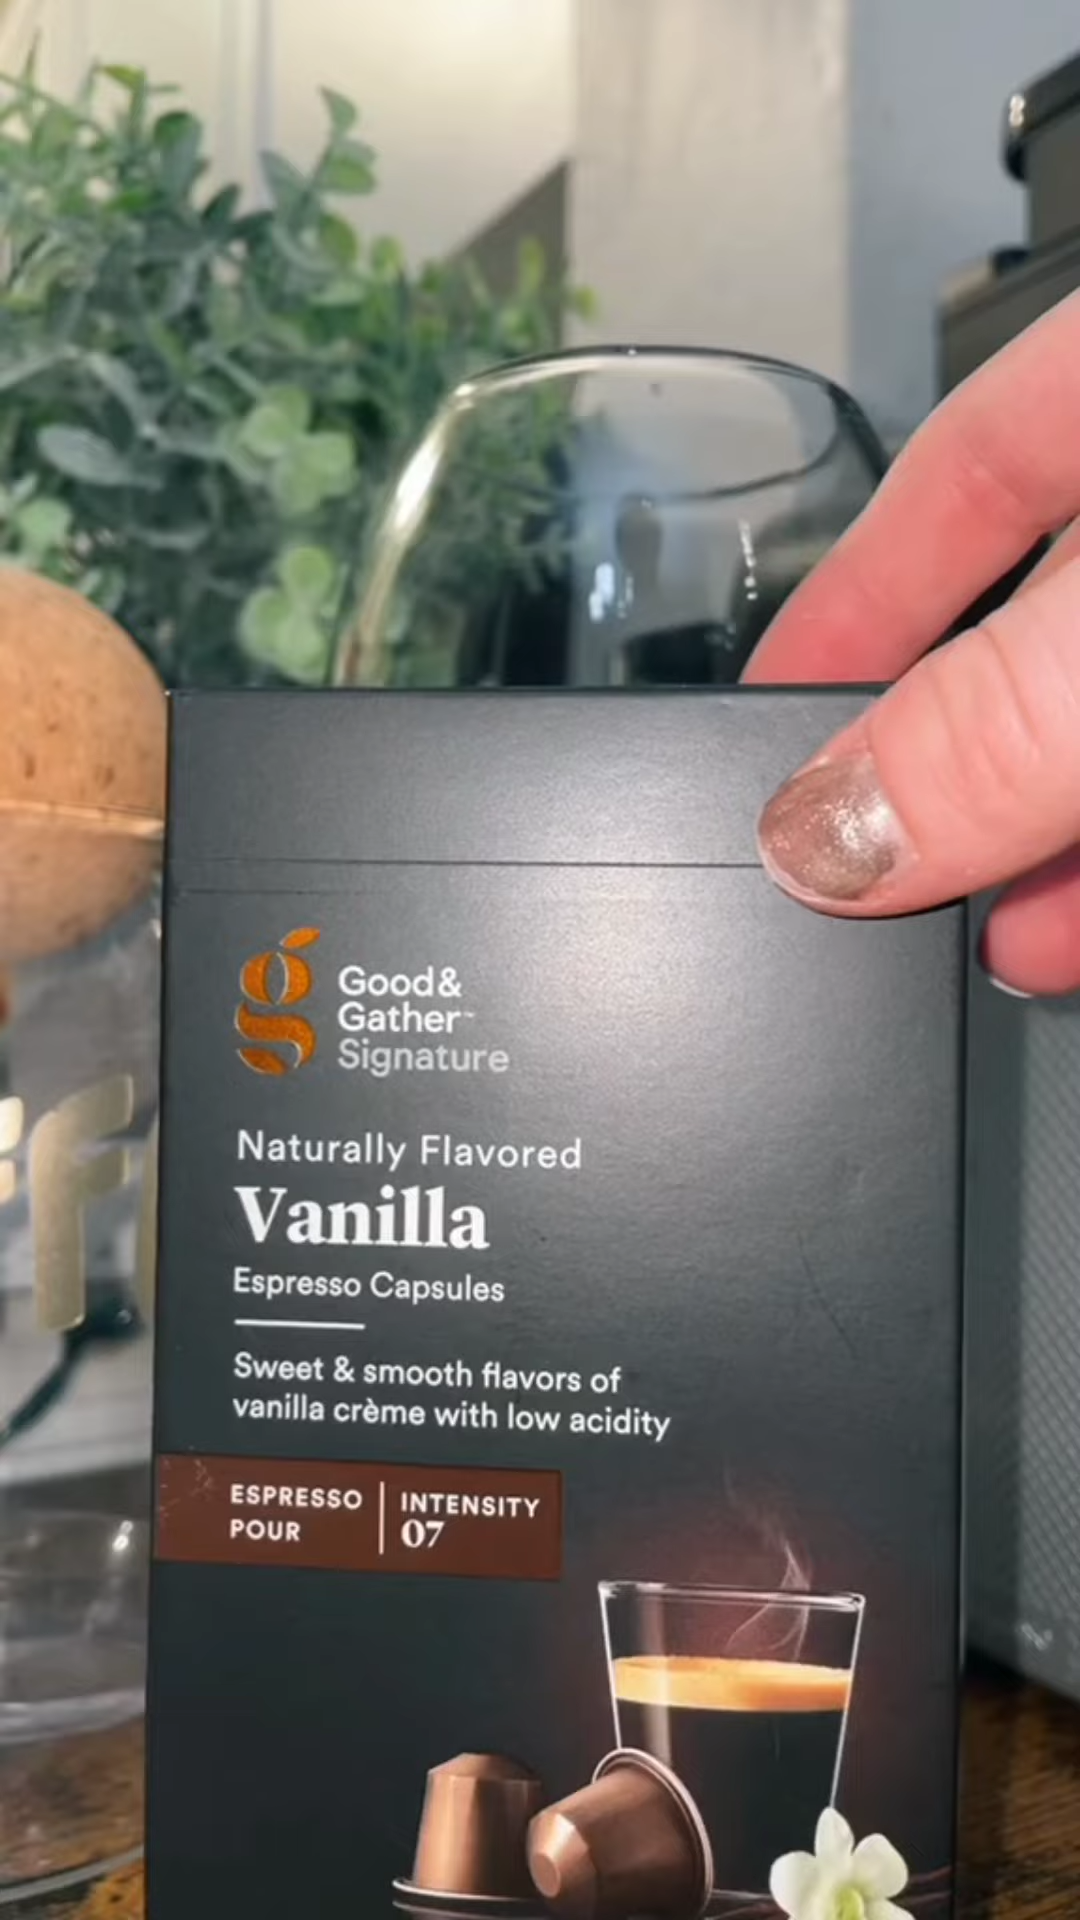 Good&
Gather™
Signature
Naturally Flavored
Vanilla
Espresso Capsules
Sweet & smooth flavors of
vanilla crème with low acidity
ESPRESSO
POUR
INTENSITY
07